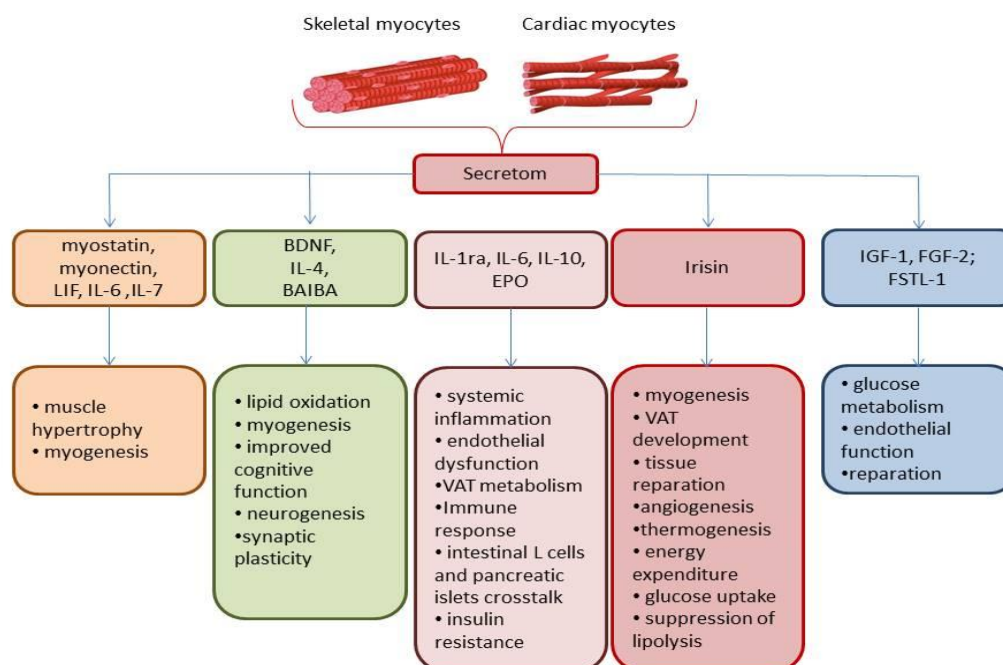 Skeletal myocytes
Cardiac myocytes
Secretom
myostatin,
myonectin,
LIF, IL-6 ,IL-7
BDNF,
IL-4,
BAIBA
IL-1ra, IL-6, IL-10,
EPO
Irisin
IGF-1, FGF-2;
FSTL-1
• muscle
hypertrophy
• myogenesis
• lipid oxidation
• myogenesis
• improved
cognitive
function
• neurogenesis
•synaptic
plasticity
• systemic
inflammation
• endothelial
dysfunction
•VAT metabolism
•Immune
response
• intestinal L cells
and pancreatic
islets crosstalk
• insulin
resistance
• myogenesis
• VAT
development
• tissue
reparation
•angiogenesis
•thermogenesis
• energy
expenditure
• glucose uptake
• suppression of
lipolysis
• glucose
metabolism
• endothelial
function
•reparation